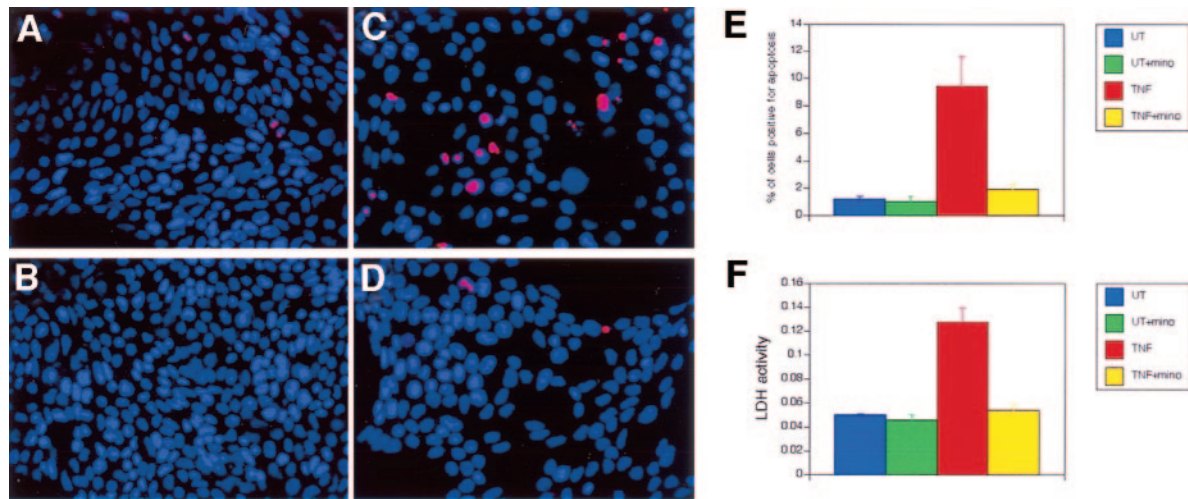 A
C
B
D
E
% of cells positive for apoptosis
14
12
10
8
6
4
2
0
UT
UT+mino
TNF
TNF+mino
F
LDH activity
0.16
0.14
0.12
0.1
0.08
0.06
0.04
0.02
0
UT
UT+mino
TNF
TNF+mino